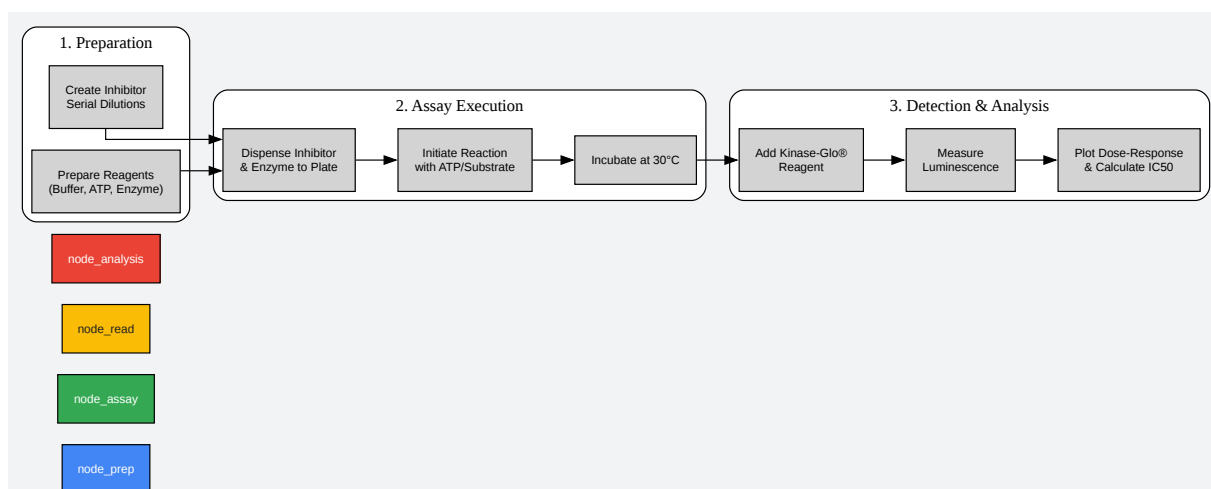 1. Preparation
Create Inhibitor
Serial Dilutions
Prepare Reagents
(Buffer, ATP, Enzyme)
2. Assay Execution
Dispense Inhibitor
& Enzyme to Plate
Initiate Reaction
with ATP/Substrate
Incubate at 30°C
3. Detection & Analysis
Add Kinase-Glo®
Reagent
Measure
Luminescence
Plot Dose-Response
& Calculate IC50
node_analysis
node_read
node_assay
node_prep